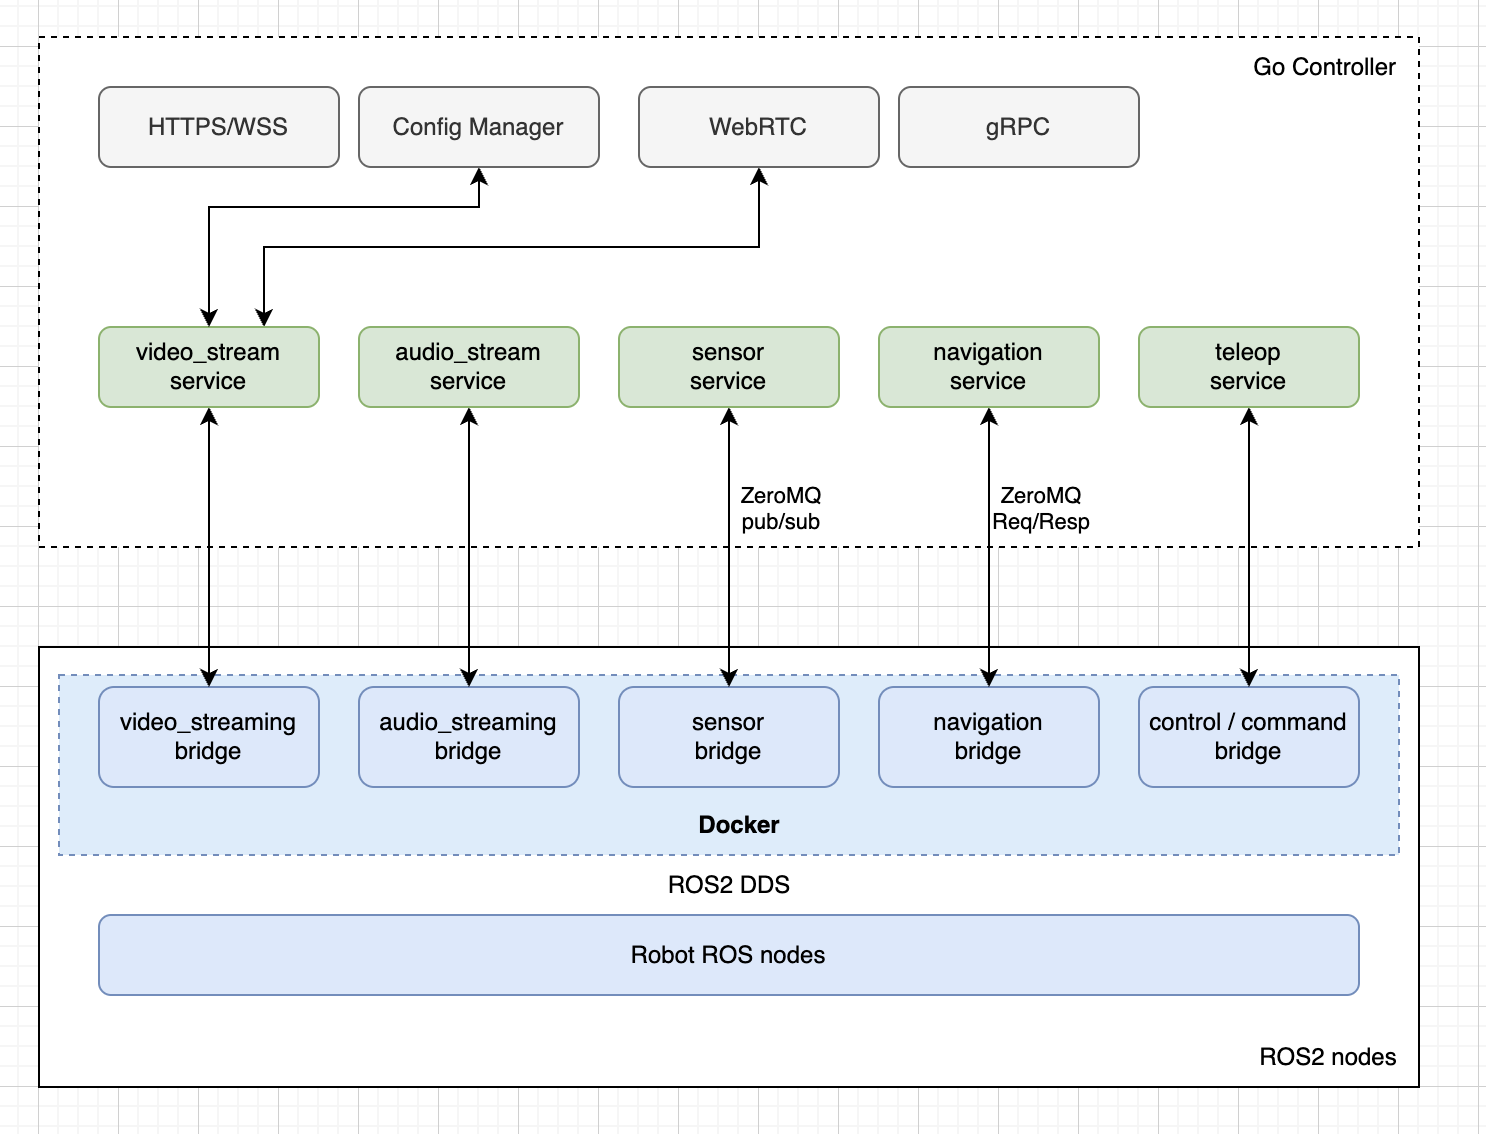 Go Controller
HTTPS/WSS
Config Manager
WebRTC
gRPC
video_stream
service
audio_stream
service
sensor
service
navigation
service
teleop
service
ZeroMQ
pub/sub
ZeroMQ
Req/Resp
video_streaming
bridge
audio_streaming
bridge
sensor
bridge
navigation
bridge
control / command
bridge
Docker
ROS2 DDS
Robot ROS nodes
ROS2 nodes